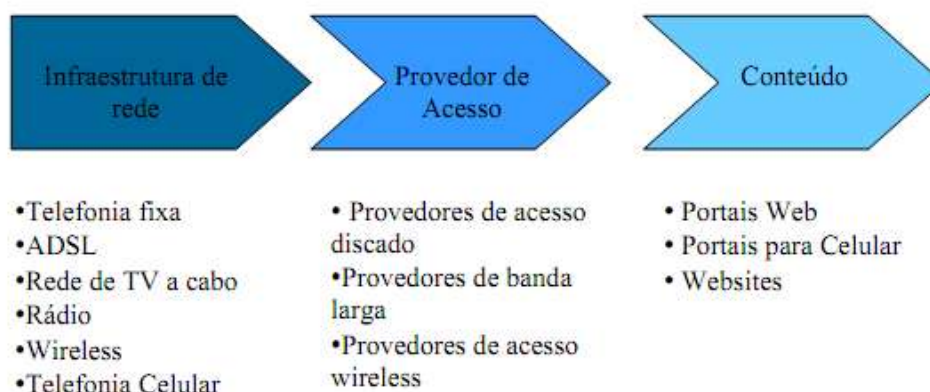 Infraestrutura de
rede
Provedor de
Acesso
Conteúdo
•Telefonia fixa
•ADSL
•Rede de TV a cabo
•Rádio
•Wireless
•Telefonia Celular
• Provedores de acesso
discado
•Provedores de banda
larga
•Provedores de acesso
wireless
• Portais Web
• Portais para Celular
• Websites